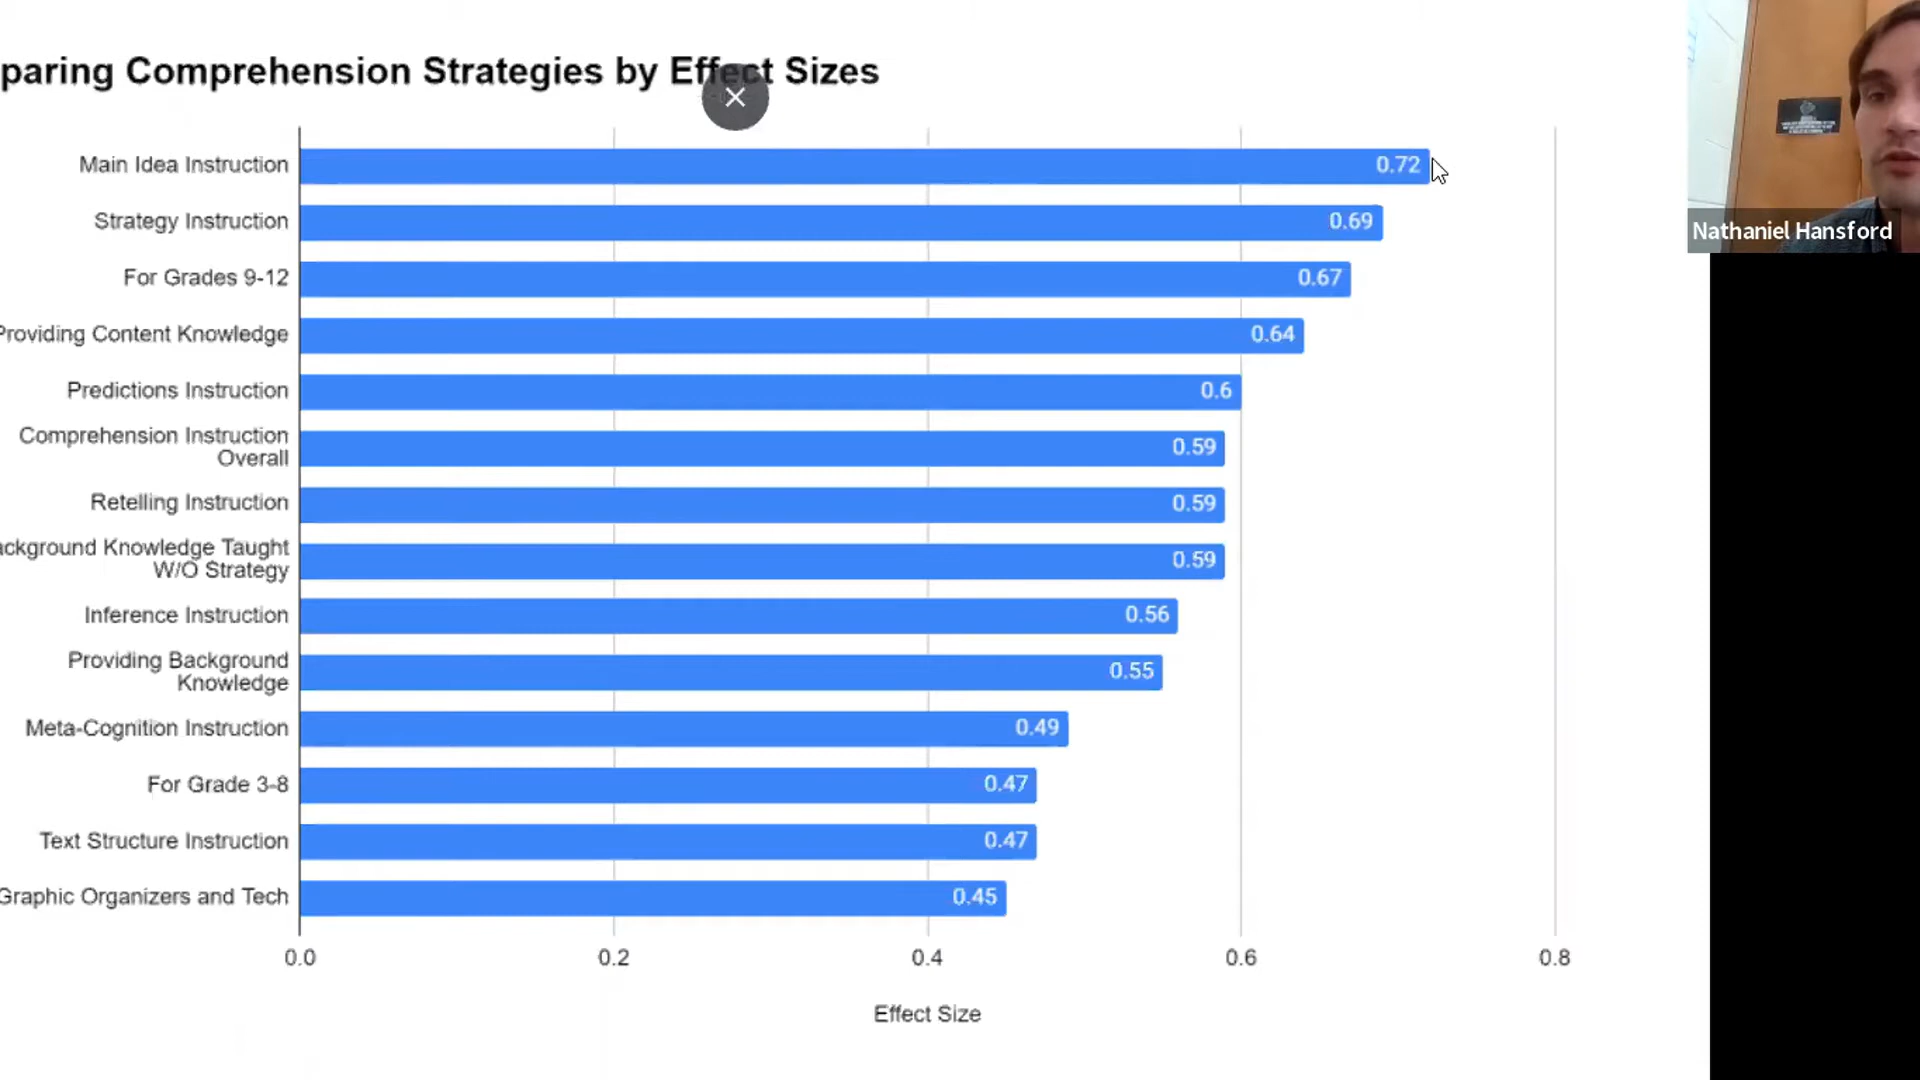 paring Comprehension Strategies by Effect Sizes
Main Idea Instruction 0.72
Strategy Instruction 0.69
For Grades 9-12 0.67
Providing Content Knowledge 0.64
Predictions Instruction 0.6
Comprehension Instruction
Overall 0.59
Retelling Instruction 0.59
ackground Knowledge Taught
W/O Strategy 0.59
Inference Instruction 0.56
Providing Background
Knowledge 0.55
Meta-Cognition Instruction 0.49
For Grade 3-8 0.47
Text Structure Instruction 0.47
Graphic Organizers and Tech 0.45
0.0 0.2 0.4 0.6 0.8
Effect Size
Nathaniel Hansford